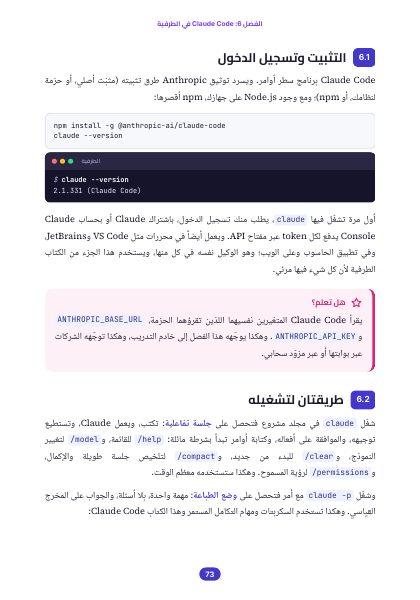 الفصل 6: Claude Code في الطرفية
6.1 التثبيت وتسجيل الدخول
Claude Code برنامج سطر أوامر. ويسرد توثيق Anthropic طرق تثبيته (مثبّت أصلي، أو حزمة
لنظامك، أو npm)؛ ومع وجود Node.js على جهازك، npm أقصرها:
npm install -g @anthropic-ai/claude-code
claude --version
الطرفية
$ claude --version
2.1.331 (Claude Code)
أول مرة تشغّل فيها claude، يطلب منك تسجيل الدخول، باشتراك Claude أو بحساب Claude
Console يدفع لكل token عبر مفتاح API. ويعمل أيضاً في محررات مثل VS Code وJetBrains،
وفي تطبيق الحاسوب وعلى الويب؛ وهو الوكيل نفسه في كل منها، ويستخدم هذا الجزء من الكتاب
الطرفية لأن كل شيء فيها مرئي.
هل تعلم؟
يقرأ Claude Code المتغيرين نفسيهما اللذين تقرؤهما الحزمة، ANTHROPIC_BASE_URL
و ANTHROPIC_API_KEY. وهكذا يوجّهه هذا الفصل إلى خادم التدريب، وهكذا توجّهه الشركات
عبر بوابتها أو عبر مزوّد سحابي.
6.2 طريقتان لتشغيله
شغّل claude في مجلد مشروع فتحصل على جلسة تفاعلية: تكتب، ويعمل Claude، وتستطيع
توجيهه، والموافقة على أفعاله، وكتابة أوامر تبدأ بشرطة مائلة: /help للقائمة، و /model لتغيير
النموذج، و /clear للبدء من جديد، و /compact لتلخيص جلسة طويلة والإكمال،
و /permissions لرؤية المسموح. وهكذا ستستخدمه معظم الوقت.
وشغّل claude -p مع أمر فتحصل على وضع الطباعة: مهمة واحدة، بلا أسئلة، والجواب على المخرج
القياسي. وهكذا تستخدم السكربتات ومهام التكامل المستمر وهذا الكتاب Claude Code:
73